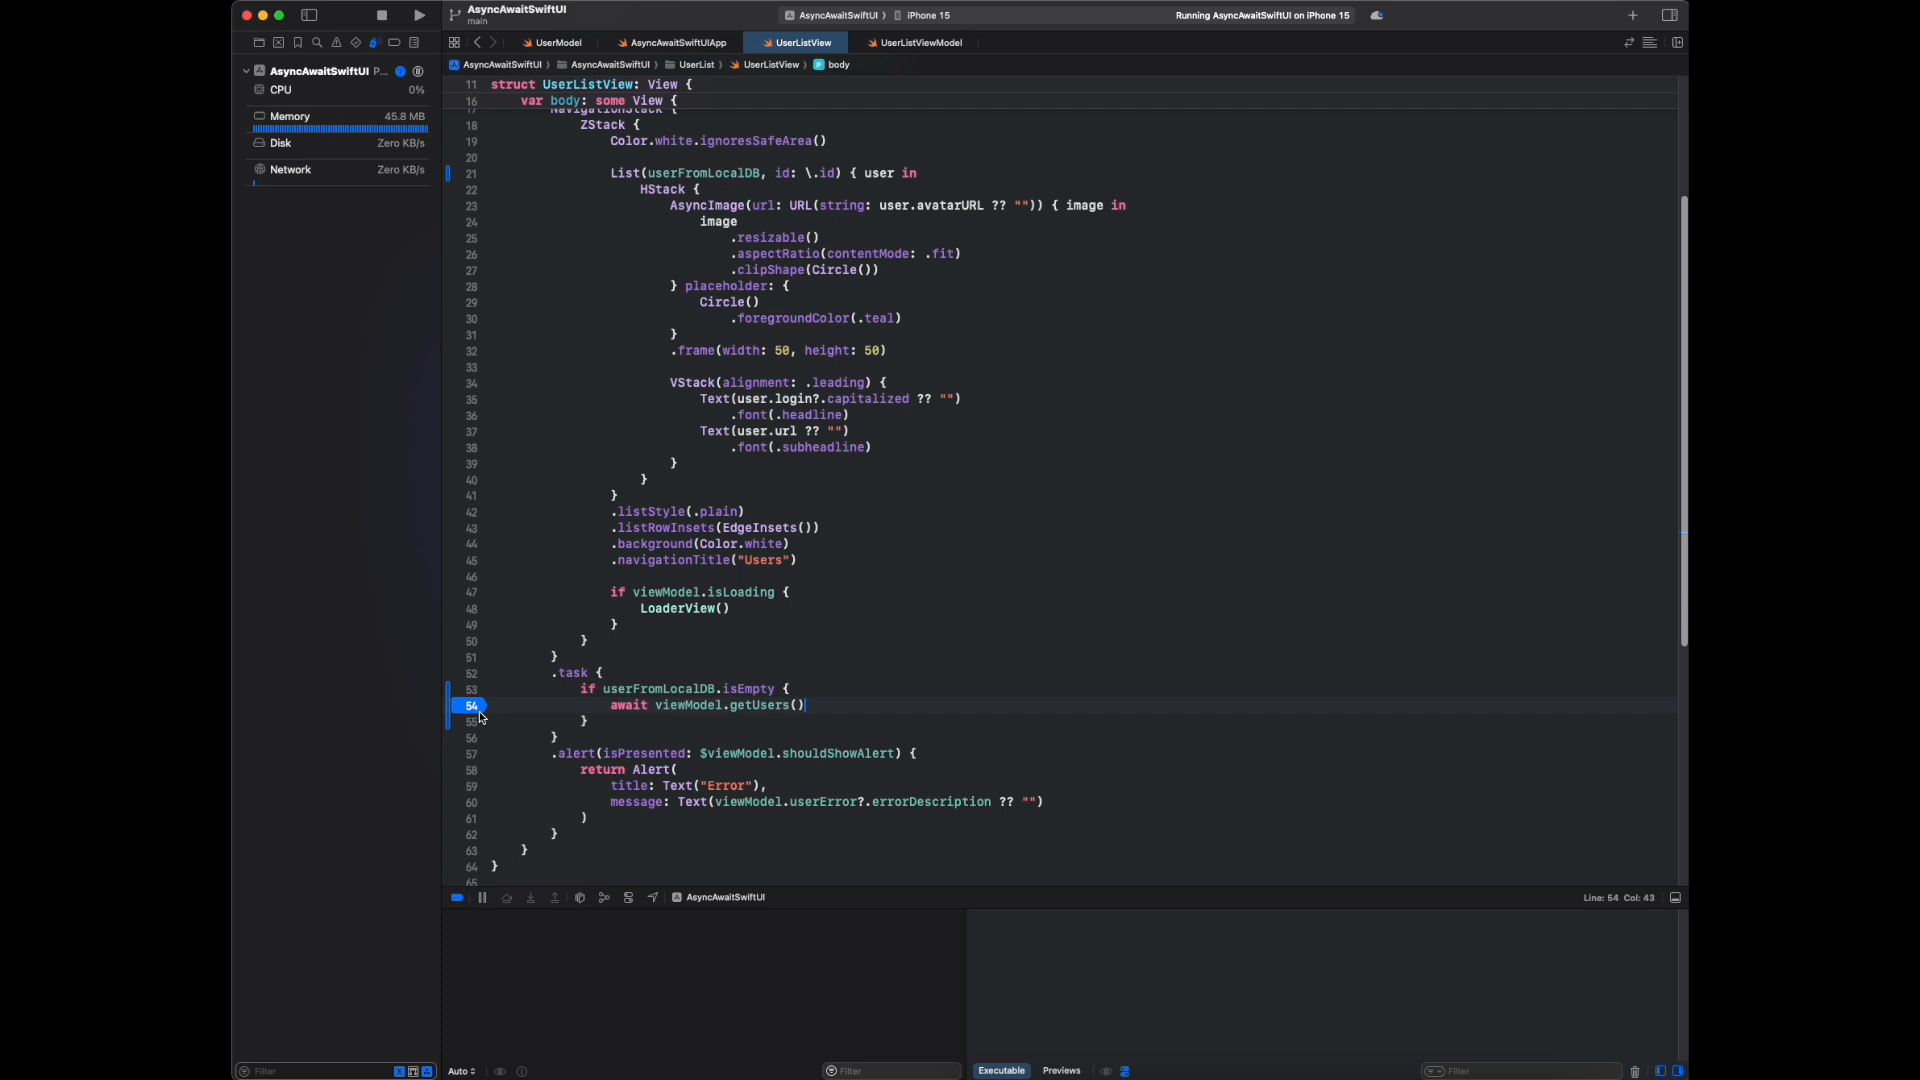 AsyncAwaitSwiftUI
main
AsyncAwaitSwiftUI
iPhone 15
Running AsyncAwaitSwiftUI on iPhone 15
UserModel
AsyncAwaitSwiftUIApp
UserListView
UserListViewModel
AsyncAwaitSwiftUI
AsyncAwaitSwiftUI
UserList
UserListView
body
AsyncAwaitSwiftUI P...
CPU 0%
Memory 45.8 MB
Disk Zero KB/s
Network Zero KB/s
11 struct UserListView: View {
16 var body: some View {
17 NavigationStack {
18 ZStack {
19 Color.white.ignoresSafeArea()
20
21 List(userFromLocalDB, id: \.id) { user in
22 HStack {
23 AsyncImage(url: URL(string: user.avatarURL ?? "")) { image in
24 image
25 .resizable()
26 .aspectRatio(contentMode: .fit)
27 .clipShape(Circle())
28 } placeholder: {
29 Circle()
30 .foregroundColor(.teal)
31 }
32 .frame(width: 50, height: 50)
33
34 VStack(alignment: .leading) {
35 Text(user.login?.capitalized ?? "")
36 .font(.headline)
37 Text(user.url ?? "")
38 .font(.subheadline)
39 }
40 }
41 }
42 .listStyle(.plain)
43 .listRowInsets(EdgeInsets())
44 .background(Color.white)
45 .navigationTitle("Users")
46
47 if viewModel.isLoading {
48 LoaderView()
49 }
50 }
51 }
52 .task {
53 if userFromLocalDB.isEmpty {
54 await viewModel.getUsers()
55 }
56 }
57 .alert(isPresented: $viewModel.shouldShowAlert) {
58 return Alert(
59 title: Text("Error"),
60 message: Text(viewModel.userError?.errorDescription ?? "")
61 )
62 }
63 }
64 }
65
AsyncAwaitSwiftUI
Line: 54 Col: 43
Filter
Auto
Filter
Executable
Previews
Filter